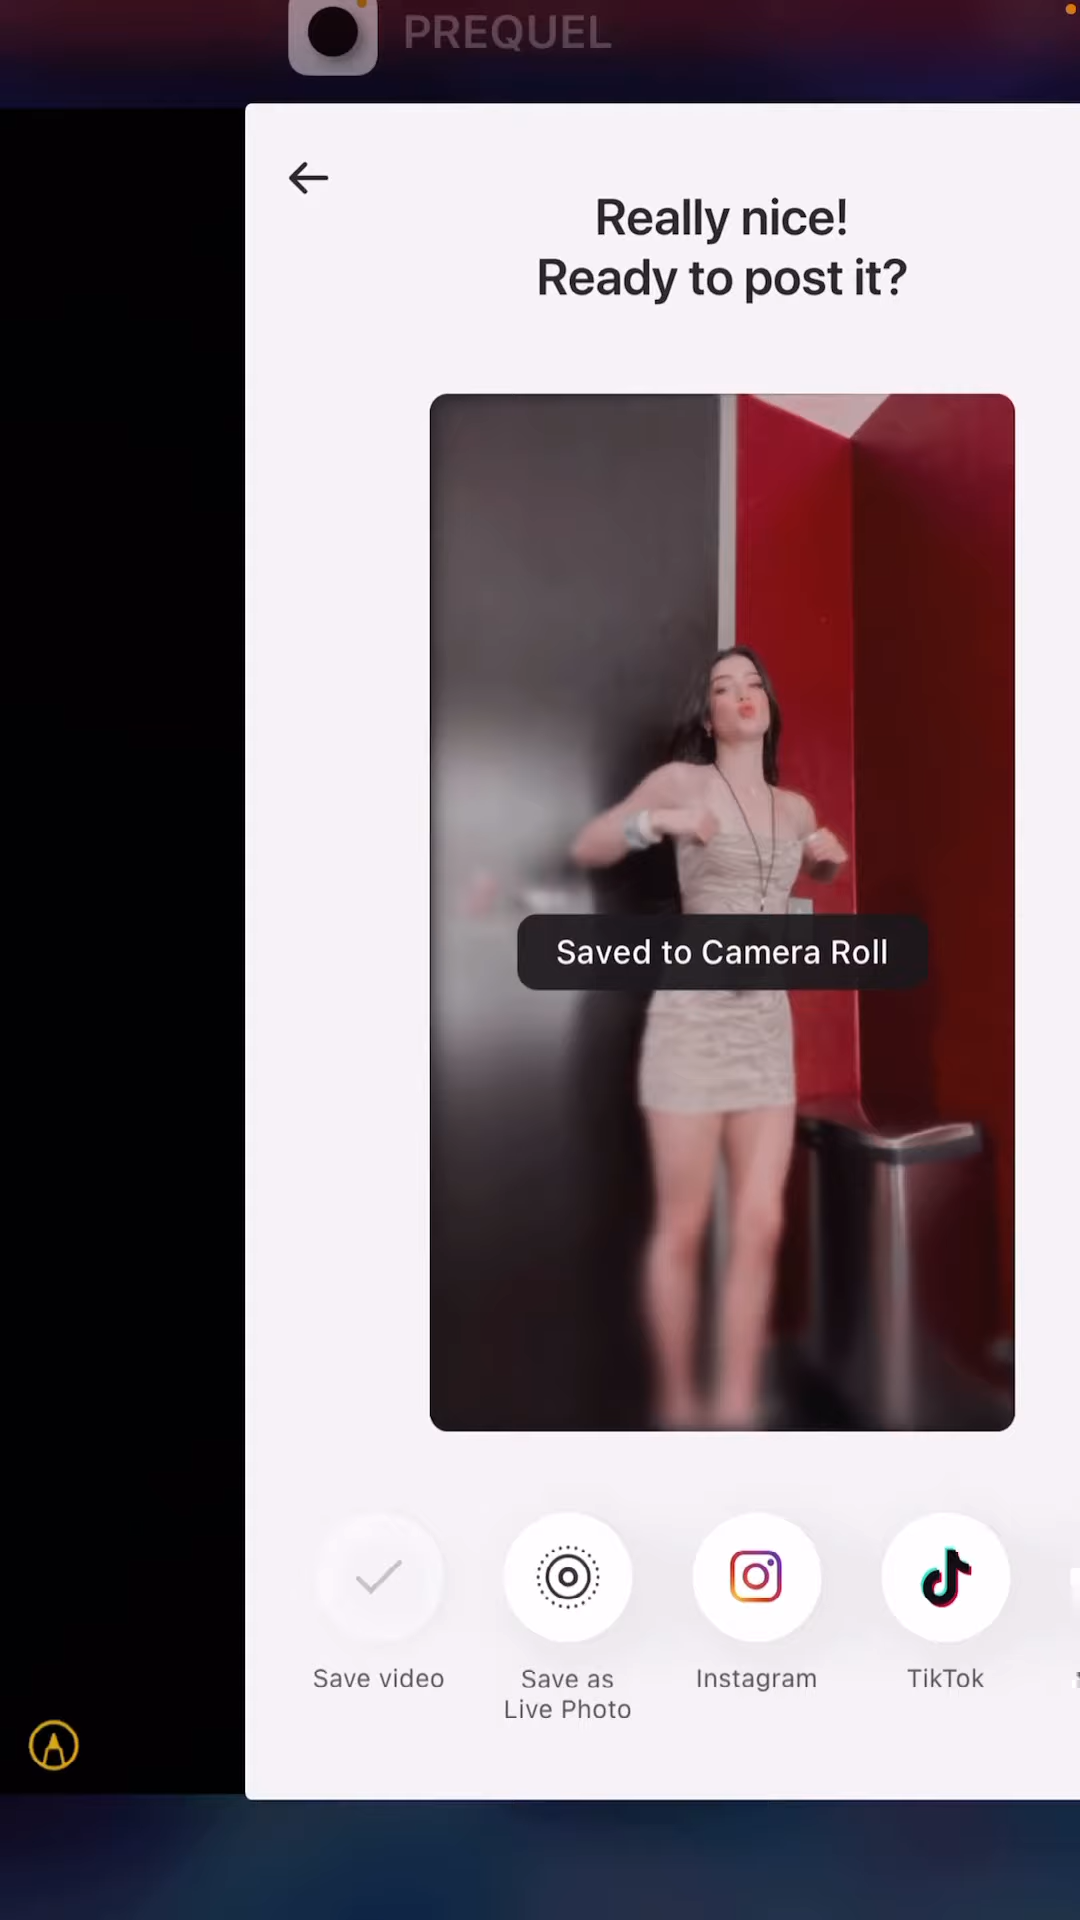 PREQUEL
Really nice!
Ready to post it?
Saved to Camera Roll
Save video
Save as
Live Photo
Instagram
TikTok